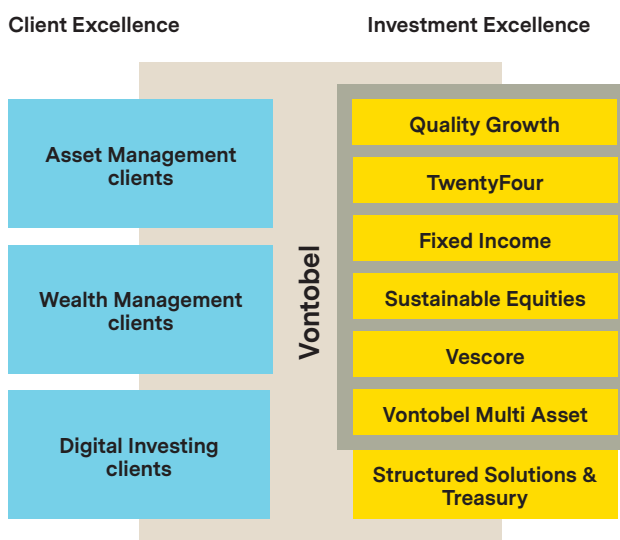 Client Excellence
Investment Excellence
Asset Management
clients
Wealth Management
clients
Digital Investing
clients
Vontobel
Quality Growth
TwentyFour
Fixed Income
Sustainable Equities
Vescore
Vontobel Multi Asset
Structured Solutions &
Treasury